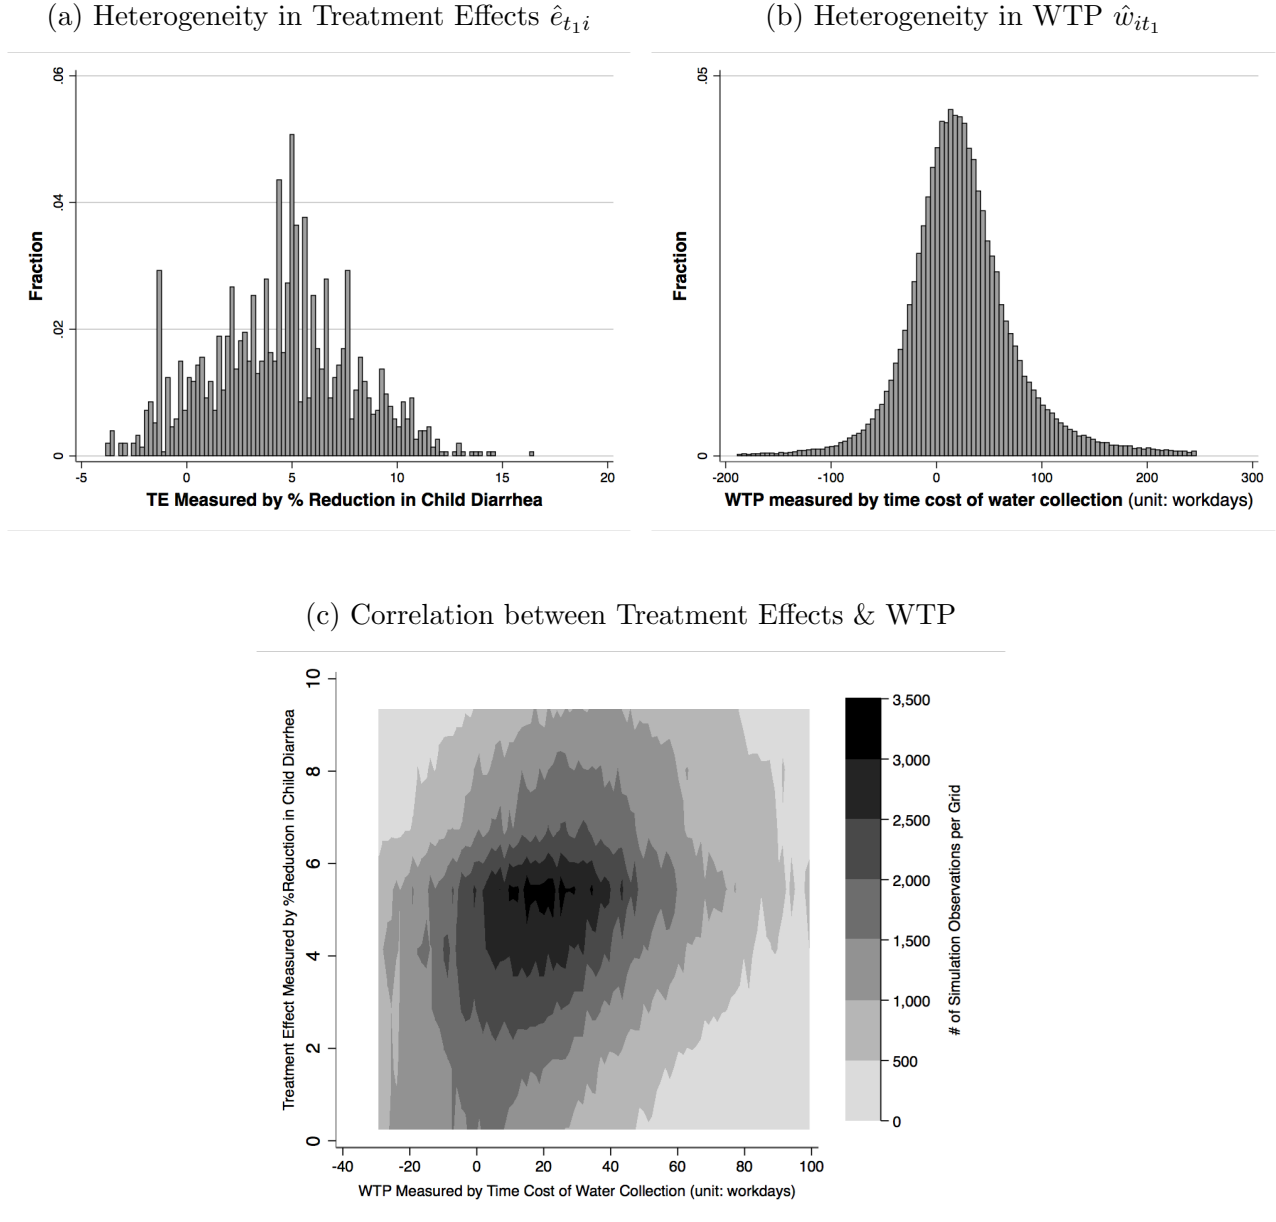 (a) Heterogeneity in Treatment Effects ê_{t₁i}
.06
.04
.02
0
Fraction
-5 0 5 10 15 20
TE Measured by % Reduction in Child Diarrhea
(b) Heterogeneity in WTP ŵ_{it₁}
.05
0
Fraction
-200 -100 0 100 200 300
WTP measured by time cost of water collection (unit: workdays)
(c) Correlation between Treatment Effects & WTP
10
8
6
4
2
0
Treatment Effect Measured by %Reduction in Child Diarrhea
-40 -20 0 20 40 60 80 100
WTP Measured by Time Cost of Water Collection (unit: workdays)
3,500
3,000
2,500
2,000
1,500
1,000
500
0
# of Simulation Observations per Grid